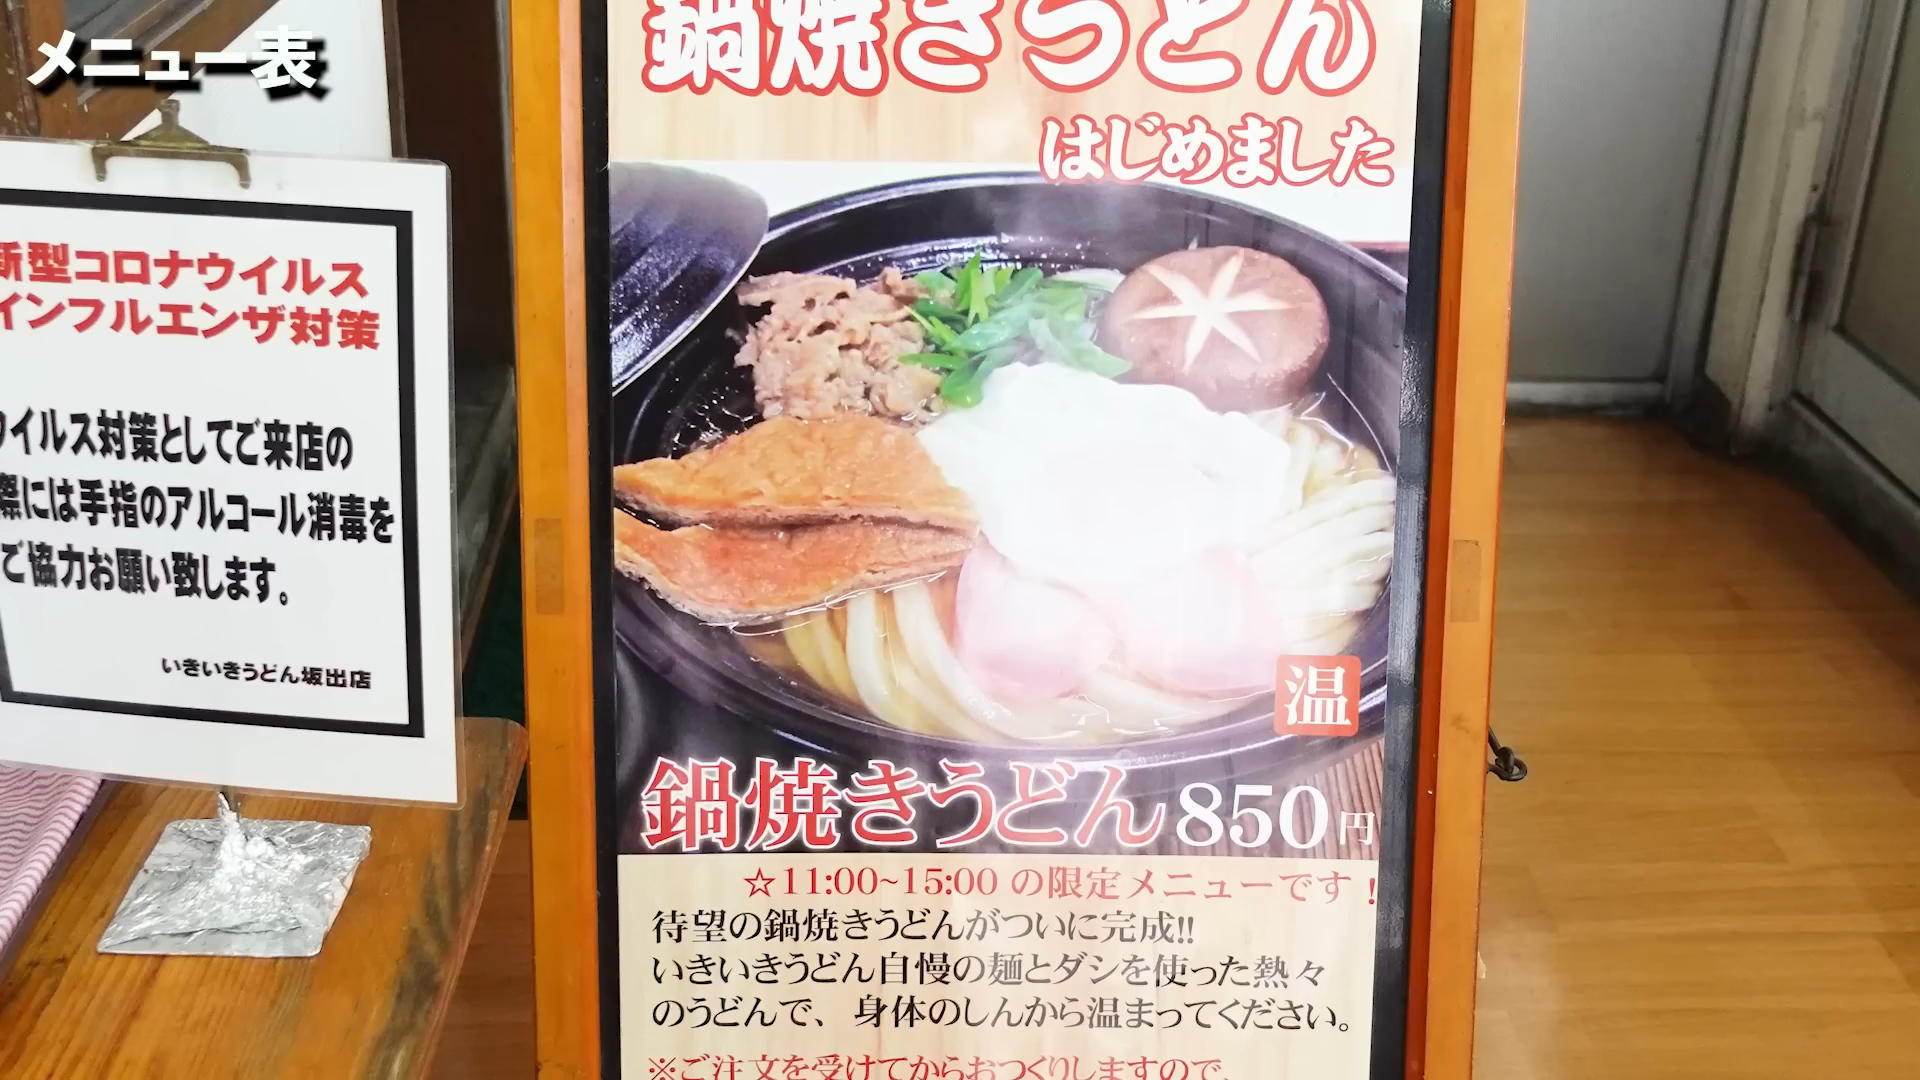 メニュー表
新型コロナウイルス
インフルエンザ対策
ウイルス対策としてご来店の
際には手指のアルコール消毒を
ご協力お願い致します。
いきいきうどん坂出店
鍋焼きうどん
はじめました
温
鍋焼きうどん850円
☆11:00~15:00 の限定メニューです！
待望の鍋焼きうどんがついに完成!!
いきいきうどん自慢の麺とダシを使った熱々
のうどんで、身体のしんから温まってください。
※ご注文を受けてからおつくりしますので、